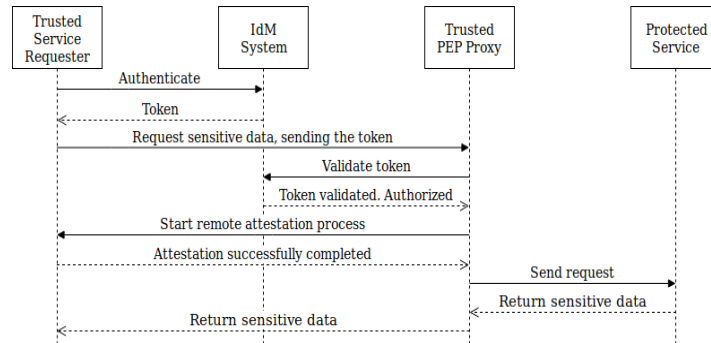 Trusted
Service
Requester
IdM
System
Trusted
PEP Proxy
Protected
Service
Authenticate
Token
Request sensitive data, sending the token
Validate token
Token validated. Authorized
Start remote attestation process
Attestation successfully completed
Send request
Return sensitive data
Return sensitive data